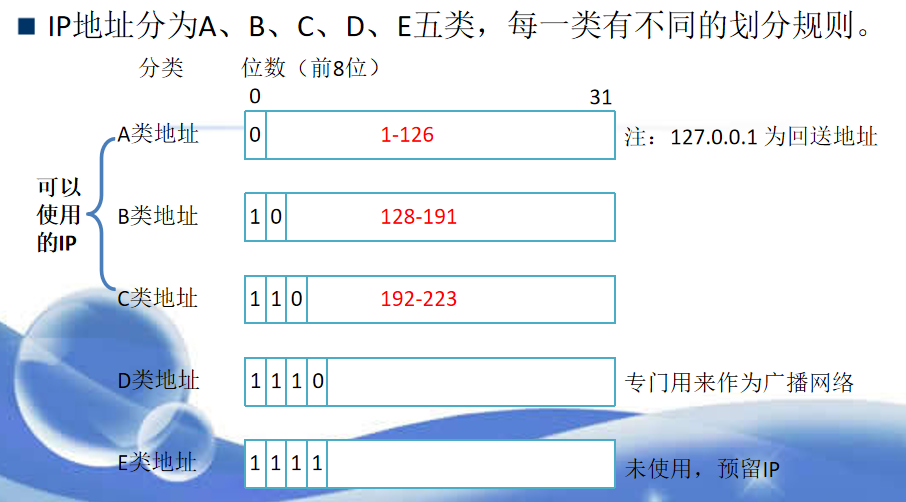 ■ IP地址分为A、B、C、D、E五类，每一类有不同的划分规则。
分类 位数（前8位）
0 31
A类地址 0 1-126 注：127.0.0.1 为回送地址
可以
使用
的IP
B类地址 1 0 128-191
C类地址 1 1 0 192-223
D类地址 1 1 1 0 专门用来作为广播网络
E类地址 1 1 1 1 未使用，预留IP